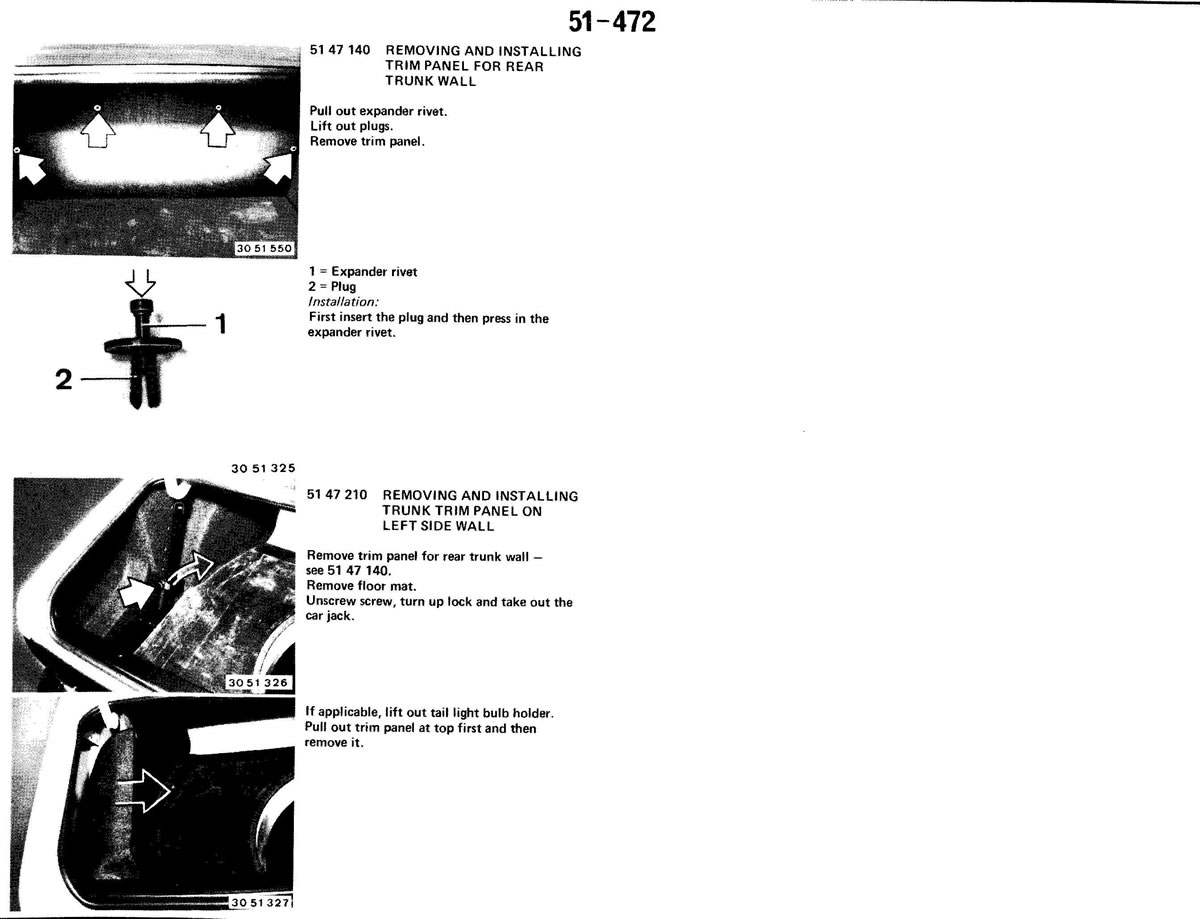 51-472
51 47 140 REMOVING AND INSTALLING
TRIM PANEL FOR REAR
TRUNK WALL
Pull out expander rivet.
Lift out plugs.
Remove trim panel.
30 51 550
1 = Expander rivet
2 = Plug
Installation:
First insert the plug and then press in the
expander rivet.
1
2
30 51 325
51 47 210 REMOVING AND INSTALLING
TRUNK TRIM PANEL ON
LEFT SIDE WALL
Remove trim panel for rear trunk wall –
see 51 47 140.
Remove floor mat.
Unscrew screw, turn up lock and take out the
car jack.
30 51 326
If applicable, lift out tail light bulb holder.
Pull out trim panel at top first and then
remove it.
30 51 327